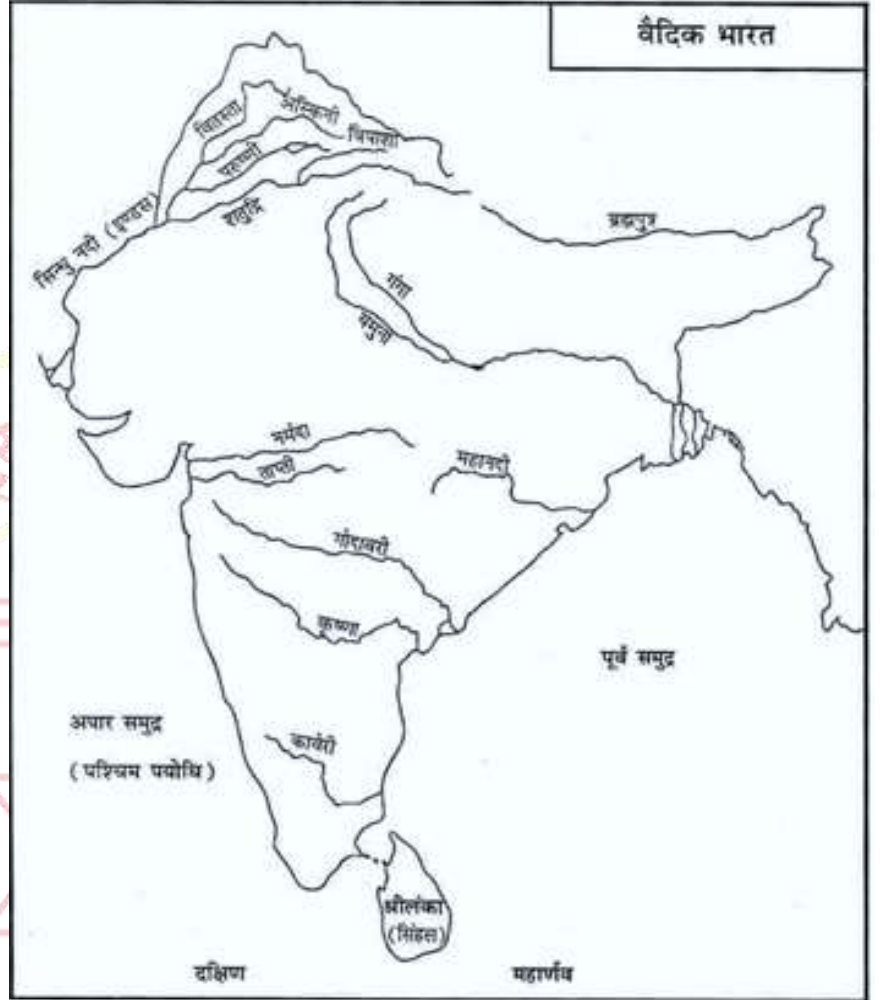 वैदिक भारत
वितस्ता
अस्किनी
परुष्णी
विपाशा
शतुद्रि
सिन्धु नदी (इण्डस)
ब्रह्मपुत्र
गंगा
यमुना
नर्मदा
ताप्ती
महानदी
गोदावरी
कृष्णा
पूर्व समुद्र
अपार समुद्र
(पश्चिम पयोधि)
कावेरी
श्रीलंका
(सिंहल)
दक्षिण महार्णव